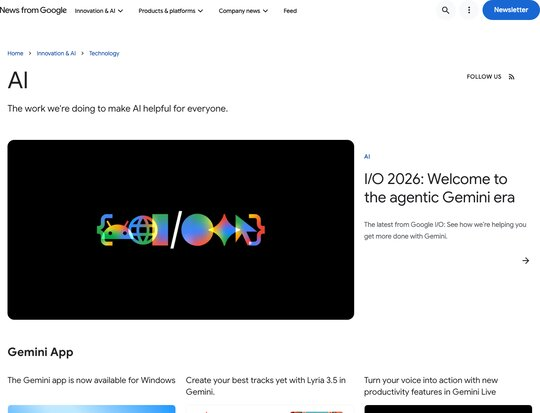 News from Google
Innovation & AI
Products & platforms
Company news
Feed
Newsletter
Home > Innovation & AI > Technology
AI
FOLLOW US
The work we're doing to make AI helpful for everyone.
AI
I/O 2026: Welcome to
the agentic Gemini era
The latest from Google I/O: See how we're helping you
get more done with Gemini.
Gemini App
The Gemini app is now available for Windows
Create your best tracks yet with Lyria 3.5 in
Gemini.
Turn your voice into action with new
productivity features in Gemini Live